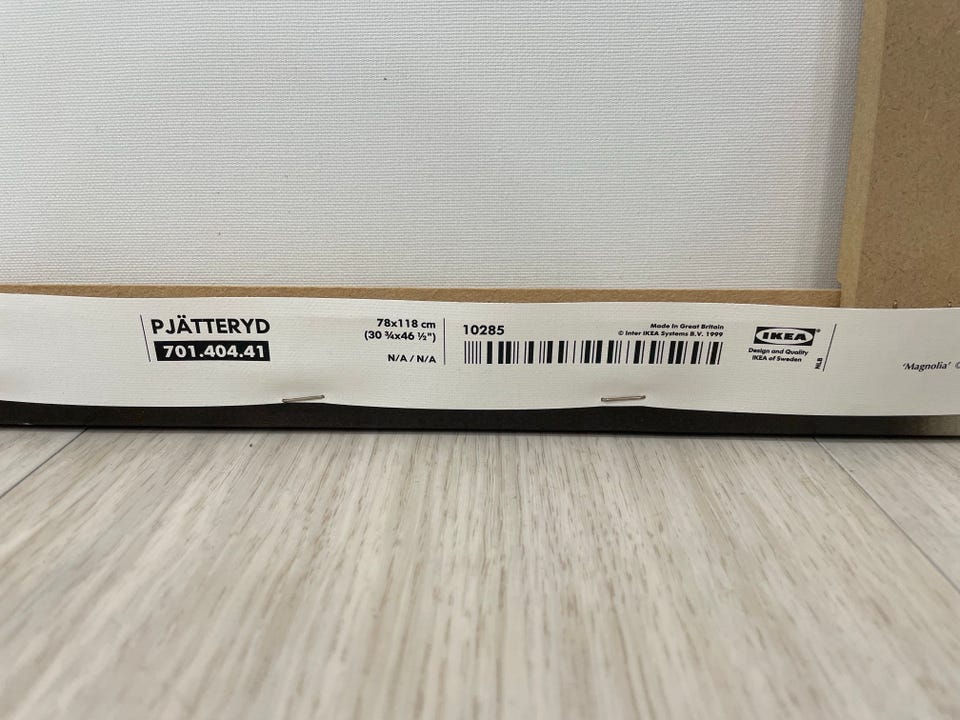 PJÄTTERYD
701.404.41
78x118 cm
(30 ¾x46 ½")
N/A / N/A
10285
Made in Great Britain
© Inter IKEA Systems B.V. 1999
IKEA®
Design and Quality
IKEA of Sweden
NLB
'Magnolia' ©